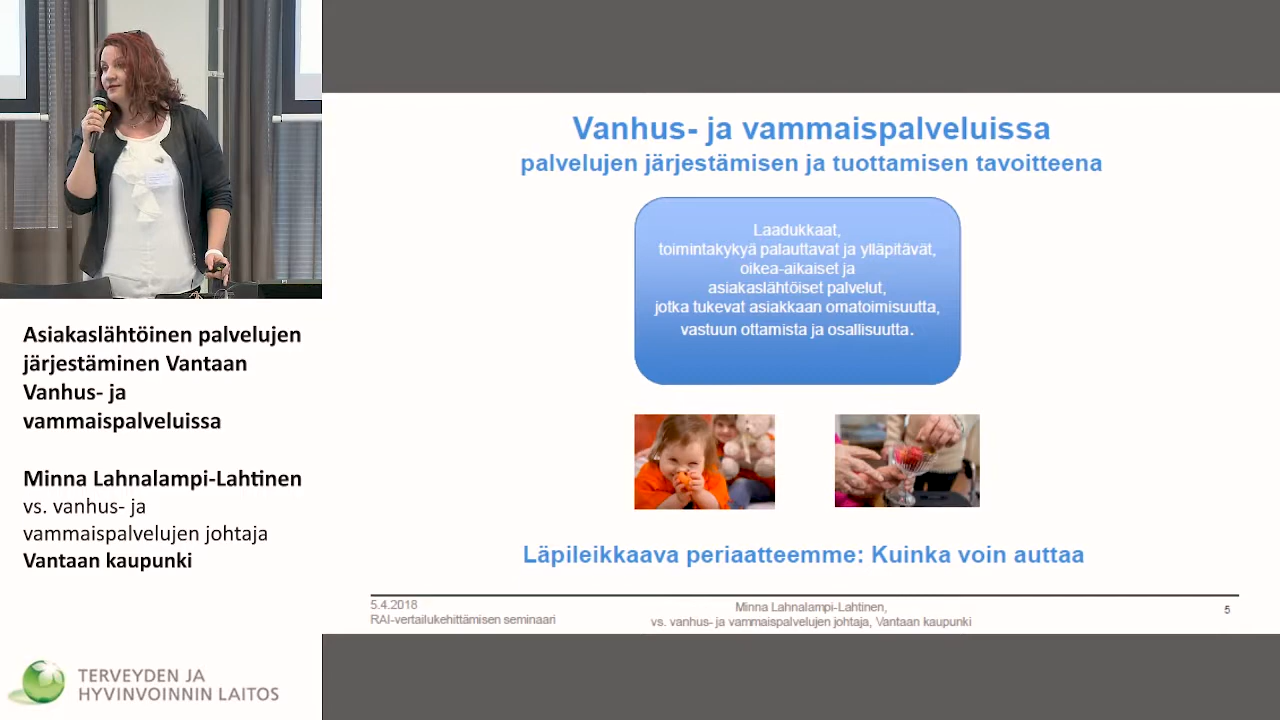 Asiakaslähtöinen palvelujen
järjestäminen Vantaan
Vanhus- ja
vammaispalveluissa
Minna Lahnalampi-Lahtinen
vs. vanhus- ja
vammaispalvelujen johtaja
Vantaan kaupunki
TERVEYDEN JA
HYVINVOINNIN LAITOS
Vanhus- ja vammaispalveluissa
palvelujen järjestämisen ja tuottamisen tavoitteena
Laadukkaat,
toimintakykyä palauttavat ja ylläpitävät,
oikea-aikaiset ja
asiakaslähtöiset palvelut,
jotka tukevat asiakkaan omatoimisuutta,
vastuun ottamista ja osallisuutta.
Läpileikkaava periaatteemme: Kuinka voin auttaa
5.4.2018
RAI-vertailukehittämisen seminaari
Minna Lahnalampi-Lahtinen,
vs. vanhus- ja vammaispalvelujen johtaja, Vantaan kaupunki
5